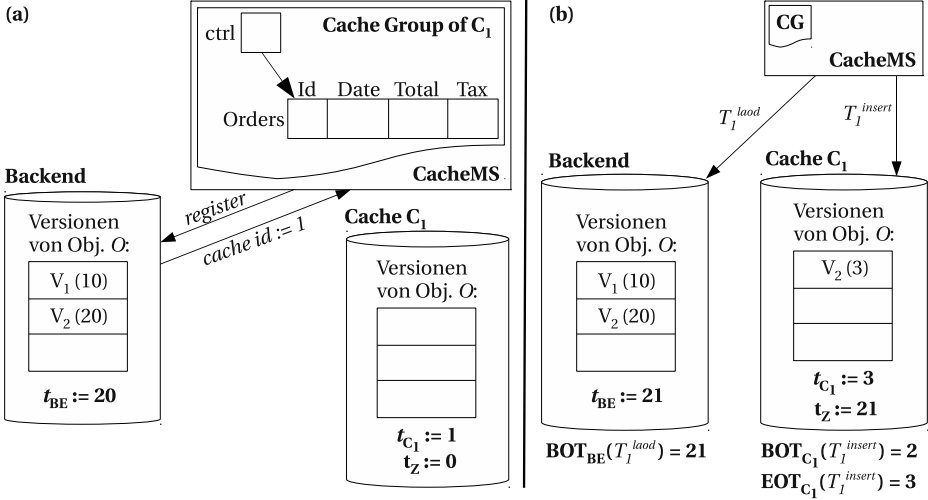 (a)
ctrl
Cache Group of C1
Id Date Total Tax
Orders
CacheMS
Backend
register
cache id := 1
Versionen
von Obj. O:
V1 (10)
V2 (20)
tBE := 20
Cache C1
Versionen
von Obj. O:
tC1 := 1
tZ := 0
(b)
CG
CacheMS
T1laod
T1insert
Backend
Versionen
von Obj. O:
V1 (10)
V2 (20)
tBE := 21
BOTBE(T1laod) = 21
Cache C1
Versionen
von Obj. O:
V2 (3)
tC1 := 3
tZ := 21
BOTC1(T1insert) = 2
EOTC1(T1insert) = 3